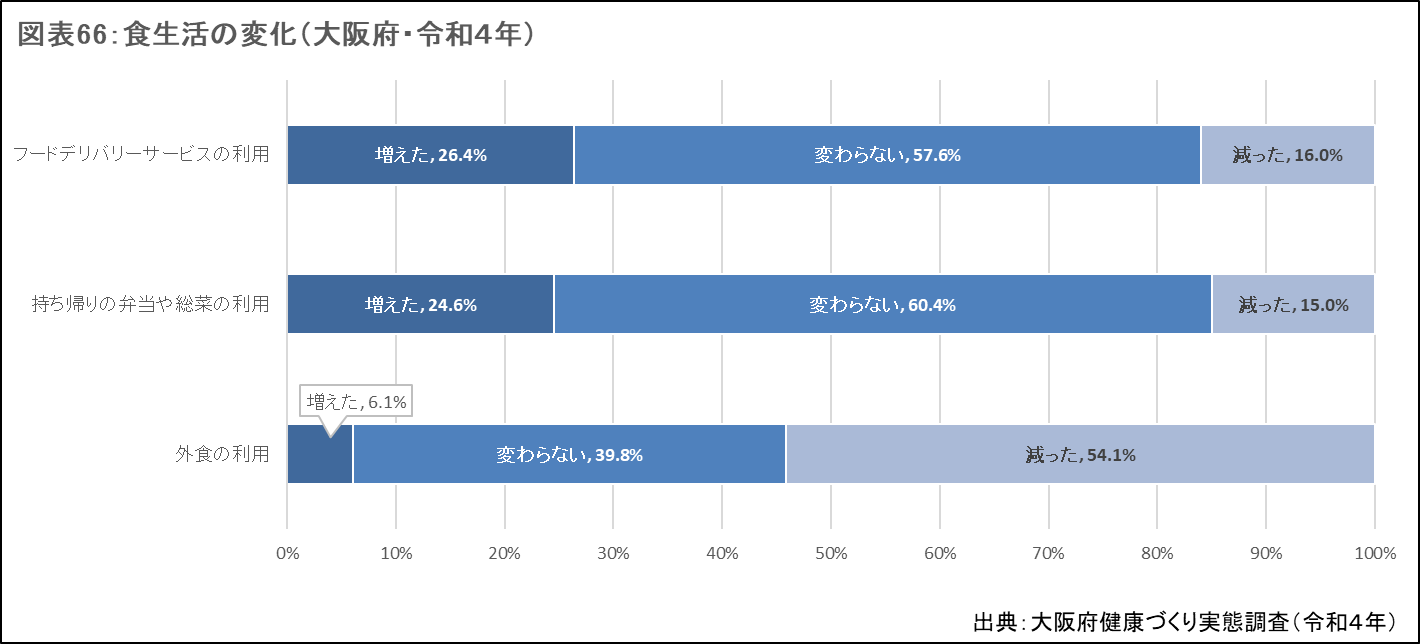 図表66：食生活の変化（大阪府・令和４年）
フードデリバリーサービスの利用
増えた, 26.4%
変わらない, 57.6%
減った, 16.0%
持ち帰りの弁当や総菜の利用
増えた, 24.6%
変わらない, 60.4%
減った, 15.0%
増えた, 6.1%
外食の利用
変わらない, 39.8%
減った, 54.1%
0% 10% 20% 30% 40% 50% 60% 70% 80% 90% 100%
出典：大阪府健康づくり実態調査（令和４年）